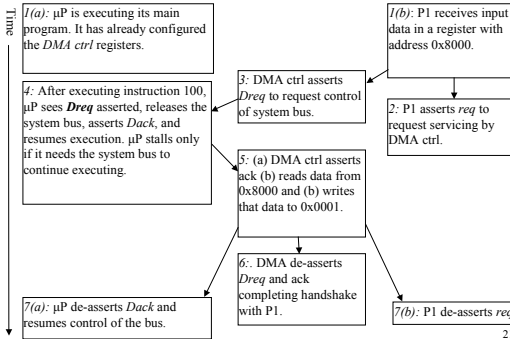 Time
1(a): μP is executing its main
program. It has already configured
the DMA ctrl registers.
1(b): P1 receives input
data in a register with
address 0x8000.
2: P1 asserts req to
request servicing by
DMA ctrl.
3: DMA ctrl asserts
Dreq to request control
of system bus.
4: After executing instruction 100,
μP sees Dreq asserted, releases the
system bus, asserts Dack, and
resumes execution. μP stalls only
if it needs the system bus to
continue executing.
5: (a) DMA ctrl asserts
ack (b) reads data from
0x8000 and (b) writes
that data to 0x0001.
6:. DMA de-asserts
Dreq and ack
completing handshake
with P1.
7(a): μP de-asserts Dack and
resumes control of the bus.
7(b): P1 de-asserts req
2